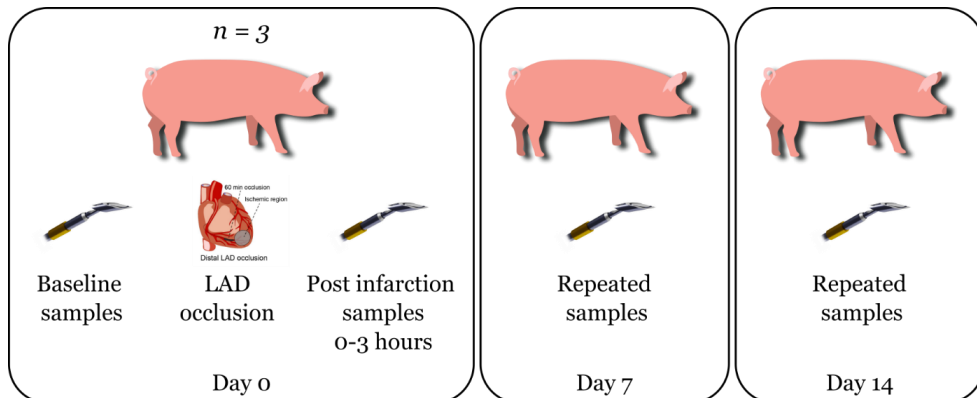 n = 3
60 min occlusion
Ischemic region
Distal LAD occlusion
Baseline
samples
LAD
occlusion
Post infarction
samples
0-3 hours
Day 0
Repeated
samples
Day 7
Repeated
samples
Day 14